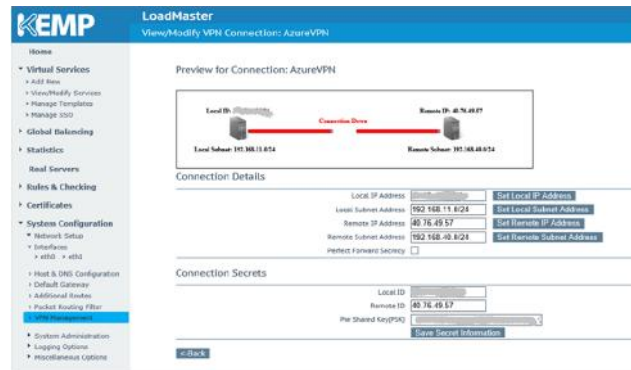 KEMP
LoadMaster
View/Modify VPN Connection: AzureVPN
Home
Virtual Services
Add New
View/Modify Services
Manage Templates
Manage SSO
Global Balancing
Statistics
Real Servers
Rules & Checking
Certificates
System Configuration
Network Setup
Interfaces
eth0 eth1
Host & DNS Configuration
Default Gateway
Additional Routes
Packet Routing Filter
VPN Management
System Administration
Logging Options
Miscellaneous Options
Preview for Connection: AzureVPN
Local IP:
Connection Down
Remote IP: 40.76.49.57
Local Subnet: 192.168.11.0/24
Remote Subnet: 192.168.40.0/24
Connection Details
Local IP Address Set Local IP Address
Local Subnet Address 192.168.11.0/24 Set Local Subnet Address
Remote IP Address 40.76.49.57 Set Remote IP Address
Remote Subnet Address 192.168.40.0/24 Set Remote Subnet Address
Perfect Forward Secrecy
Connection Secrets
Local ID
Remote ID 40.76.49.57
Pre Shared Key(PSK)
Save Secret Information
<-Back